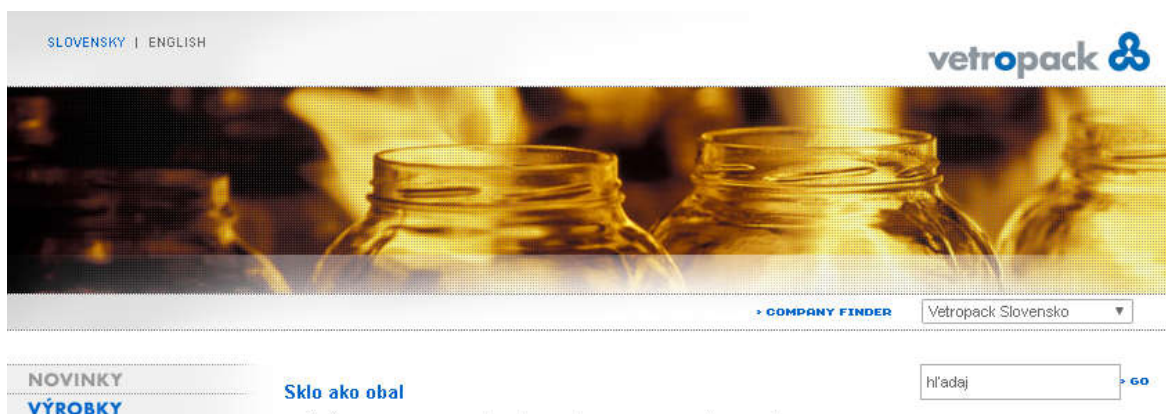 SLOVENSKY | ENGLISH
vetropack
› COMPANY FINDER
Vetropack Slovensko
NOVINKY
Sklo ako obal
hľadaj
› GO
VÝROBKY